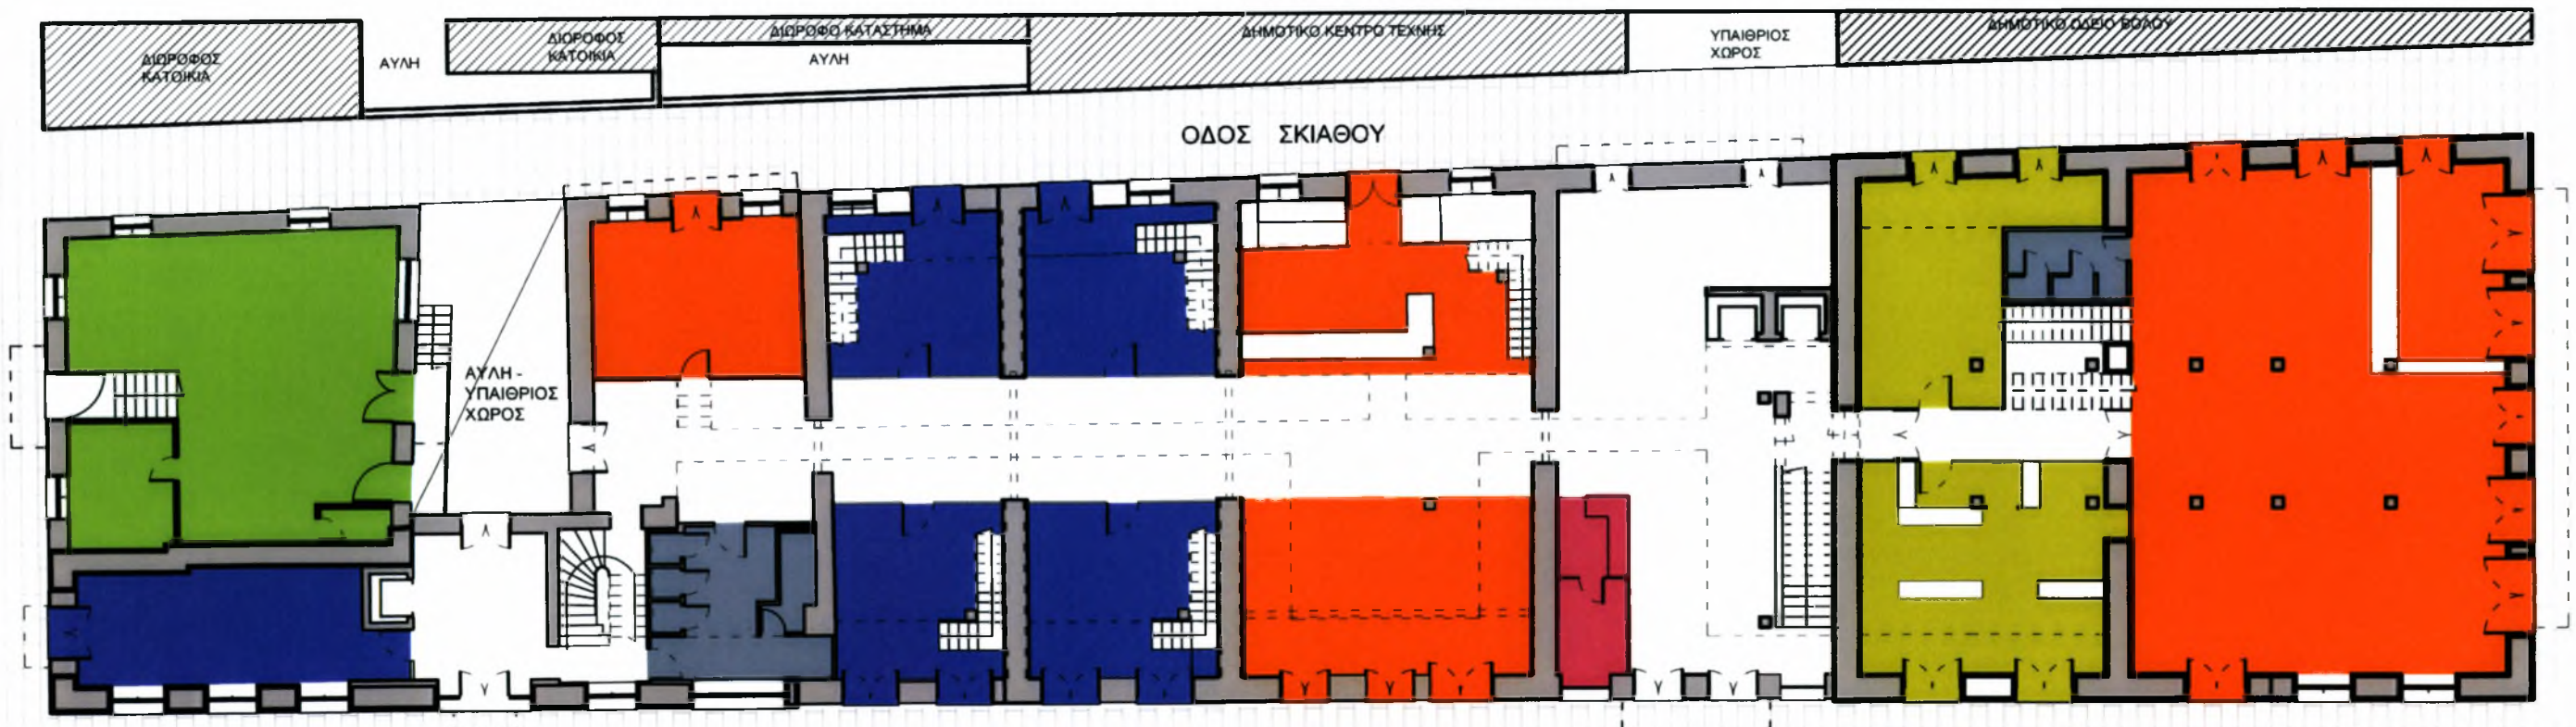 ΔΙΩΡΟΦΟΣ
ΚΑΤΟΙΚΙΑ
ΑΥΛΗ
ΔΙΩΡΟΦΟΣ
ΚΑΤΟΙΚΙΑ
ΔΙΩΡΟΦΟ ΚΑΤΑΣΤΗΜΑ
ΑΥΛΗ
ΔΗΜΟΤΙΚΟ ΚΕΝΤΡΟ ΤΕΧΝΗΣ
ΥΠΑΙΘΡΙΟΣ
ΧΩΡΟΣ
ΔΗΜΟΤΙΚΟ ΩΔΕΙΟ ΒΟΛΟΥ
ΟΔΟΣ ΣΚΙΑΘΟΥ
ΑΥΛΗ -
ΥΠΑΙΘΡΙΟΣ
ΧΩΡΟΣ